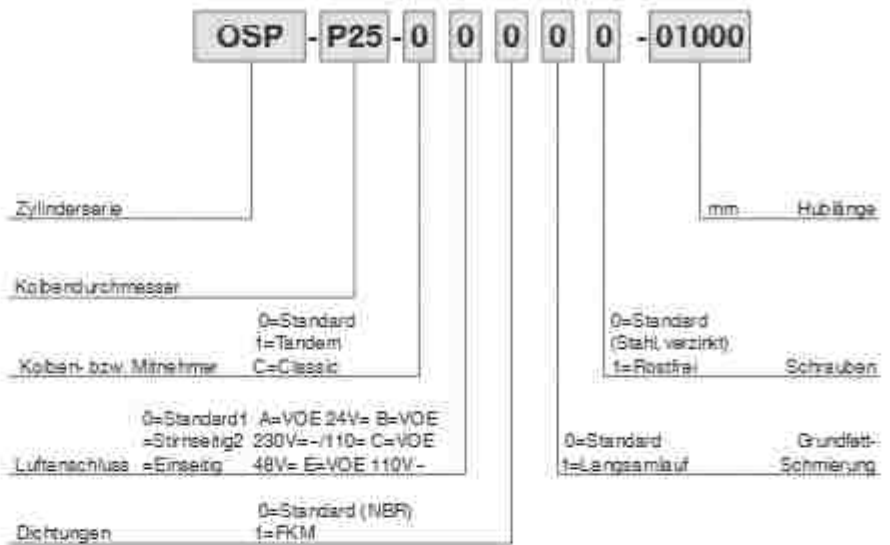 OSP - P25 - 0 0 0 0 0 - 01000
Zylinderserie
mm Hublänge
Kolbendurchmesser
0=Standard
1=Tandem
Kolben- bzw. Mitnehmer C=Classic
0=Standard
(Stahl, verzinkt)
1=Rostfrei Schrauben
0=Standard1 A=VOE 24V= B=VOE
=Stirnseitig2 230V=~/110= C=VOE
Luftanschluss =Einseitig 48V= E=VOE 110V~
0=Standard Grundfett-
1=Langsamlauf Schmierung
0=Standard (NBR)
Dichtungen 1=FKM